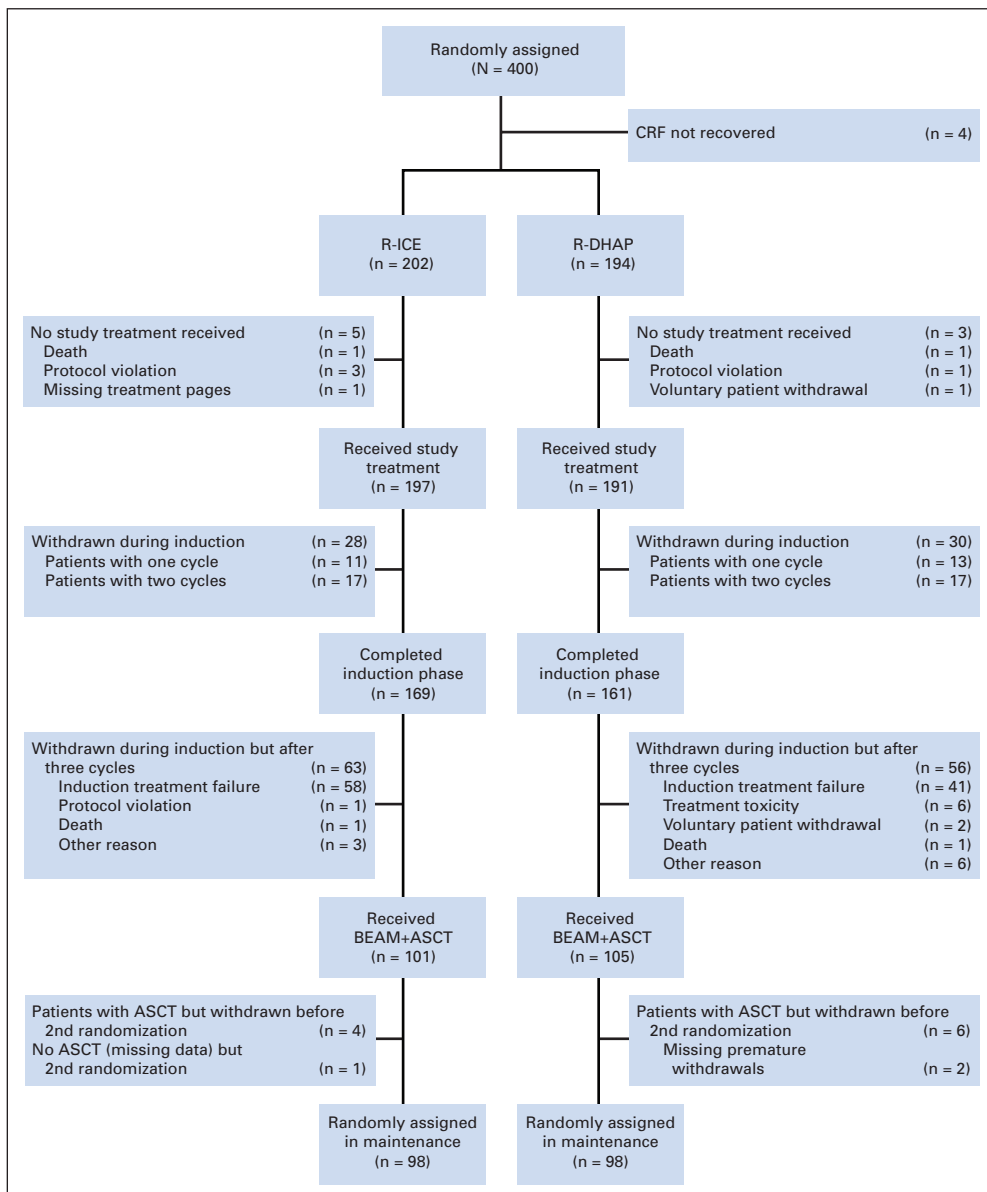 Randomly assigned
(N = 400)
CRF not recovered (n = 4)
R-ICE
(n = 202)
R-DHAP
(n = 194)
No study treatment received (n = 5)
Death (n = 1)
Protocol violation (n = 3)
Missing treatment pages (n = 1)
No study treatment received (n = 3)
Death (n = 1)
Protocol violation (n = 1)
Voluntary patient withdrawal (n = 1)
Received study
treatment
(n = 197)
Received study
treatment
(n = 191)
Withdrawn during induction (n = 28)
Patients with one cycle (n = 11)
Patients with two cycles (n = 17)
Withdrawn during induction (n = 30)
Patients with one cycle (n = 13)
Patients with two cycles (n = 17)
Completed
induction phase
(n = 169)
Completed
induction phase
(n = 161)
Withdrawn during induction but after
three cycles (n = 63)
Induction treatment failure (n = 58)
Protocol violation (n = 1)
Death (n = 1)
Other reason (n = 3)
Withdrawn during induction but after
three cycles (n = 56)
Induction treatment failure (n = 41)
Treatment toxicity (n = 6)
Voluntary patient withdrawal (n = 2)
Death (n = 1)
Other reason (n = 6)
Received
BEAM+ASCT
(n = 101)
Received
BEAM+ASCT
(n = 105)
Patients with ASCT but withdrawn before
2nd randomization (n = 4)
No ASCT (missing data) but
2nd randomization (n = 1)
Patients with ASCT but withdrawn before
2nd randomization (n = 6)
Missing premature
withdrawals (n = 2)
Randomly assigned
in maintenance
(n = 98)
Randomly assigned
in maintenance
(n = 98)